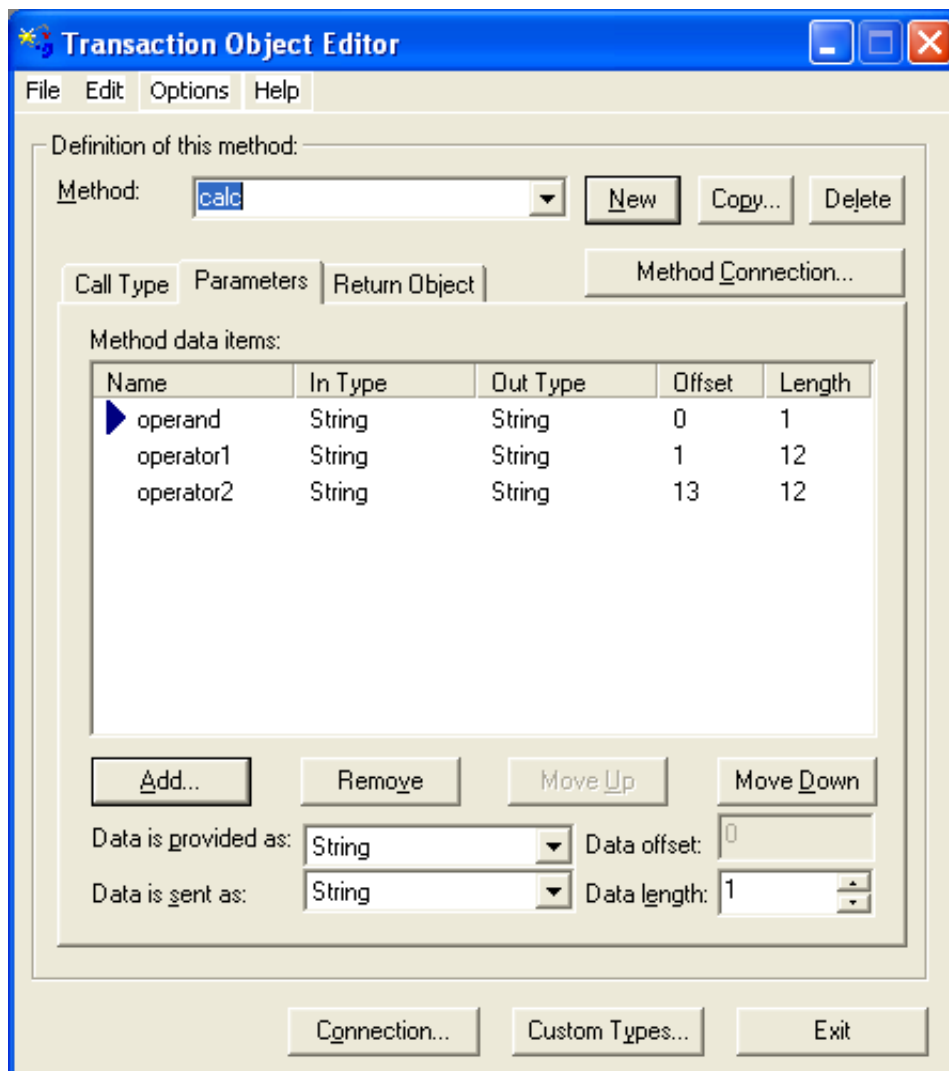 Transaction Object Editor
File Edit Options Help
Definition of this method:
Method: calc New Copy... Delete
Method Connection...
Call Type Parameters Return Object
Method data items:
Name In Type Out Type Offset Length
operand String String 0 1
operator1 String String 1 12
operator2 String String 13 12
Add... Remove Move Up Move Down
Data is provided as: String Data offset: 0
Data is sent as: String Data length: 1
Connection... Custom Types... Exit